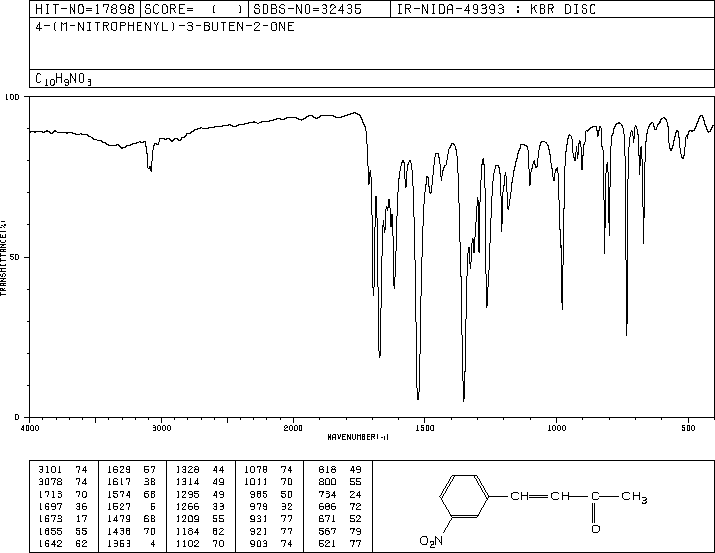 HIT-NO=17898 SCORE= ( ) SDBS-NO=32435 IR-NIDA-49393 : KBR DISC
4-(M-NITROPHENYL)-3-BUTEN-2-ONE
C10H9NO3
100
50
0
TRANSMITTANCE(%)
4000 3000 2000 1500 1000 500
WAVENUMBER(-1)
3101 74 1629 57 1328 44 1078 74 818 49
3078 74 1617 38 1314 49 1011 70 800 55
1713 70 1574 68 1295 49 985 50 734 24
1697 36 1527 5 1266 33 979 32 686 72
1673 17 1479 68 1209 55 931 77 671 52
1655 55 1438 70 1184 62 921 77 567 79
1642 62 1353 4 1102 70 903 74 521 77
CH=CH-C-CH3
O
O2N